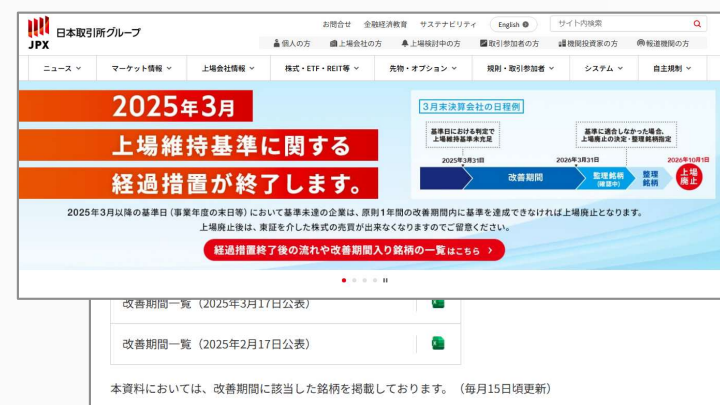 JPX 日本取引所グループ
お問合せ 金融経済教育 サステナビリティ English サイト内検索
個人の方 上場会社の方 上場検討中の方 取引参加者の方 機関投資家の方 報道機関の方
ニュース マーケット情報 上場会社情報 株式・ETF・REIT等 先物・オプション 規則・取引参加者 システム 自主規制
2025年3月
上場維持基準に関する
経過措置が終了します。
3月末決算会社の日程例
基準日における判定で
上場維持基準未充足
基準に適合しなかった場合、
上場廃止の決定・整理銘柄指定
2025年3月31日 2026年3月31日 2026年10月1日
改善期間 監理銘柄
(確認中) 整理
銘柄 上場
廃止
2025年3月以降の基準日（事業年度の末日等）において基準未達の企業は、原則1年間の改善期間内に基準を達成できなければ上場廃止となります。
上場廃止後は、東証を介した株式の売買が出来なくなりますのでご留意ください。
経過措置終了後の流れや改善期間入り銘柄の一覧はこちら
改善期間一覧（2025年3月17日公表）
改善期間一覧（2025年2月17日公表）
本資料においては、改善期間に該当した銘柄を掲載しております。（毎月15日頃更新）